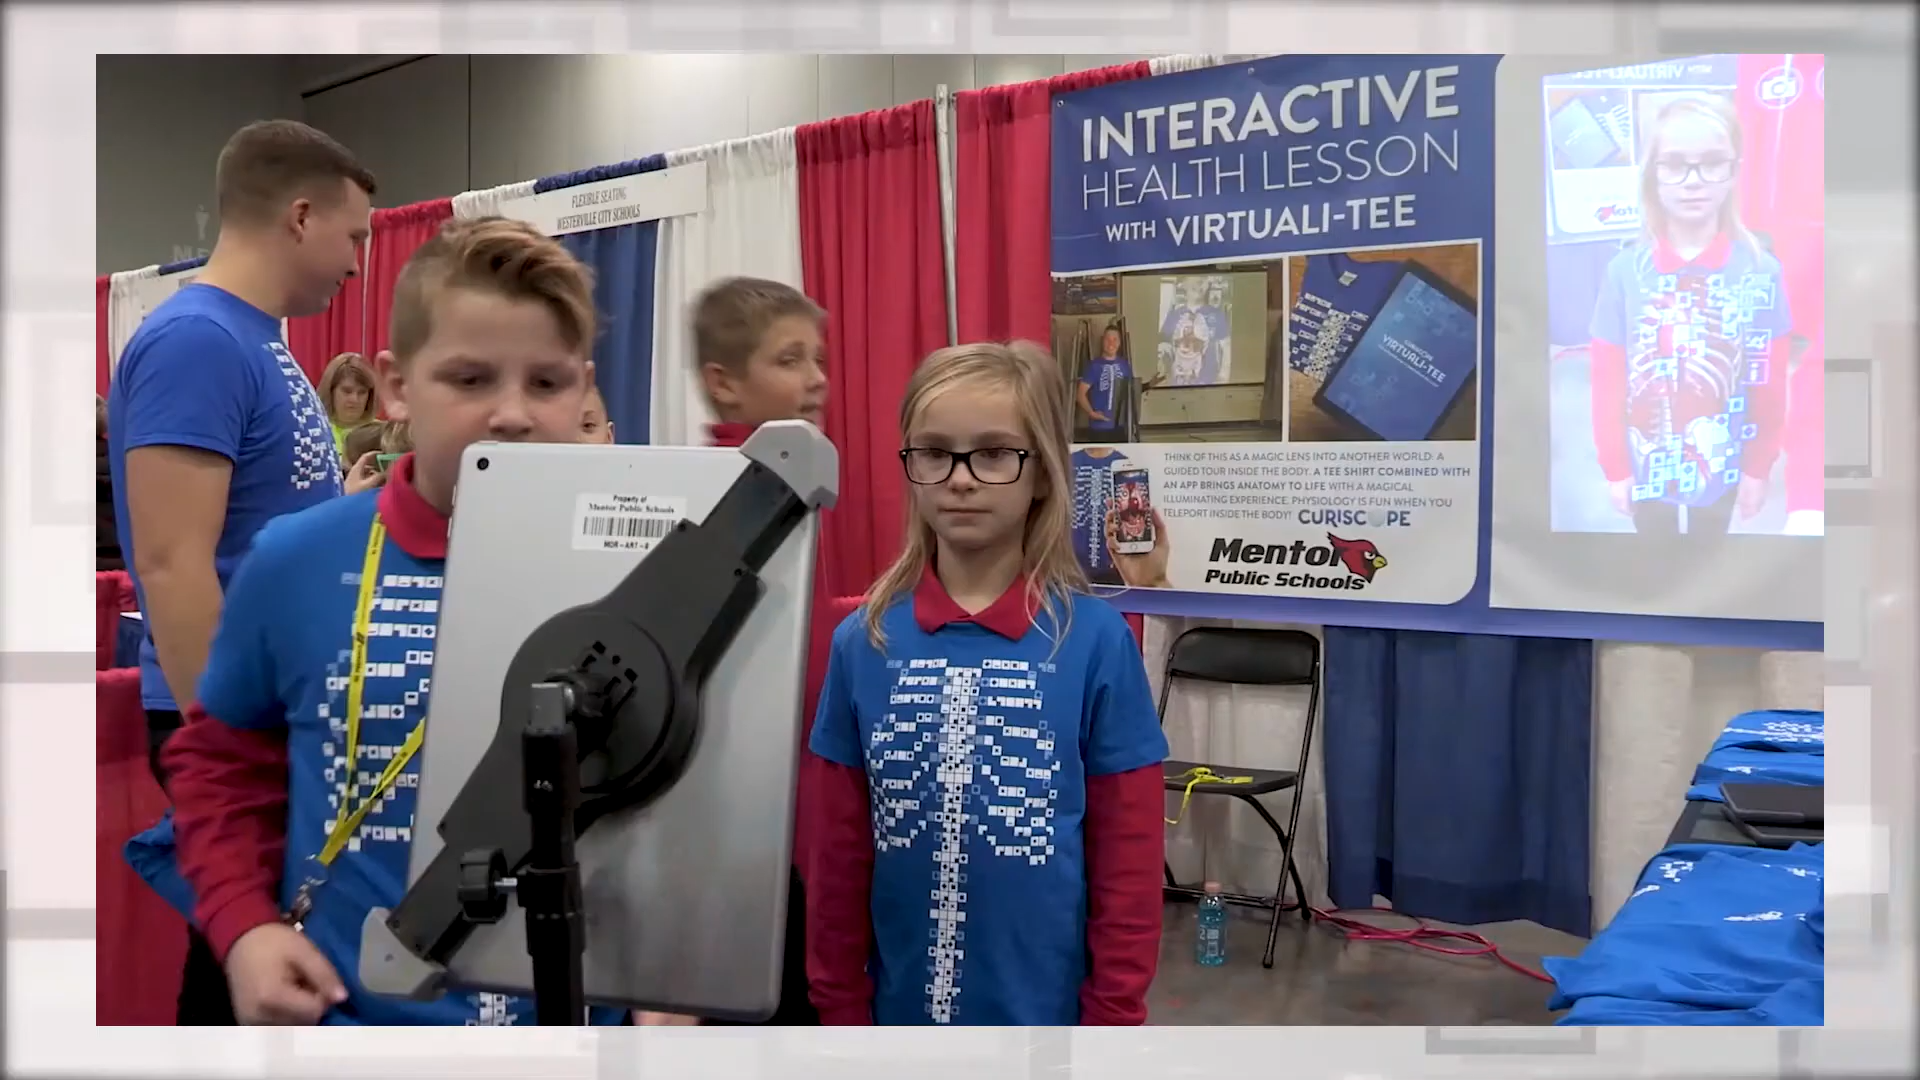 FLEXIBLE SEATING
WESTERVILLE CITY SCHOOLS
INTERACTIVE
HEALTH LESSON
WITH VIRTUALI-TEE
CURISCOPE
VIRTUALI-TEE
THINK OF THIS AS A MAGIC LENS INTO ANOTHER WORLD: A
GUIDED TOUR INSIDE THE BODY. A TEE SHIRT COMBINED WITH
AN APP BRINGS ANATOMY TO LIFE WITH A MAGICAL
ILLUMINATING EXPERIENCE. PHYSIOLOGY IS FUN WHEN YOU
TELEPORT INSIDE THE BODY! CURISCOPE
Mentor
Public Schools
Property of
Mentor Public Schools